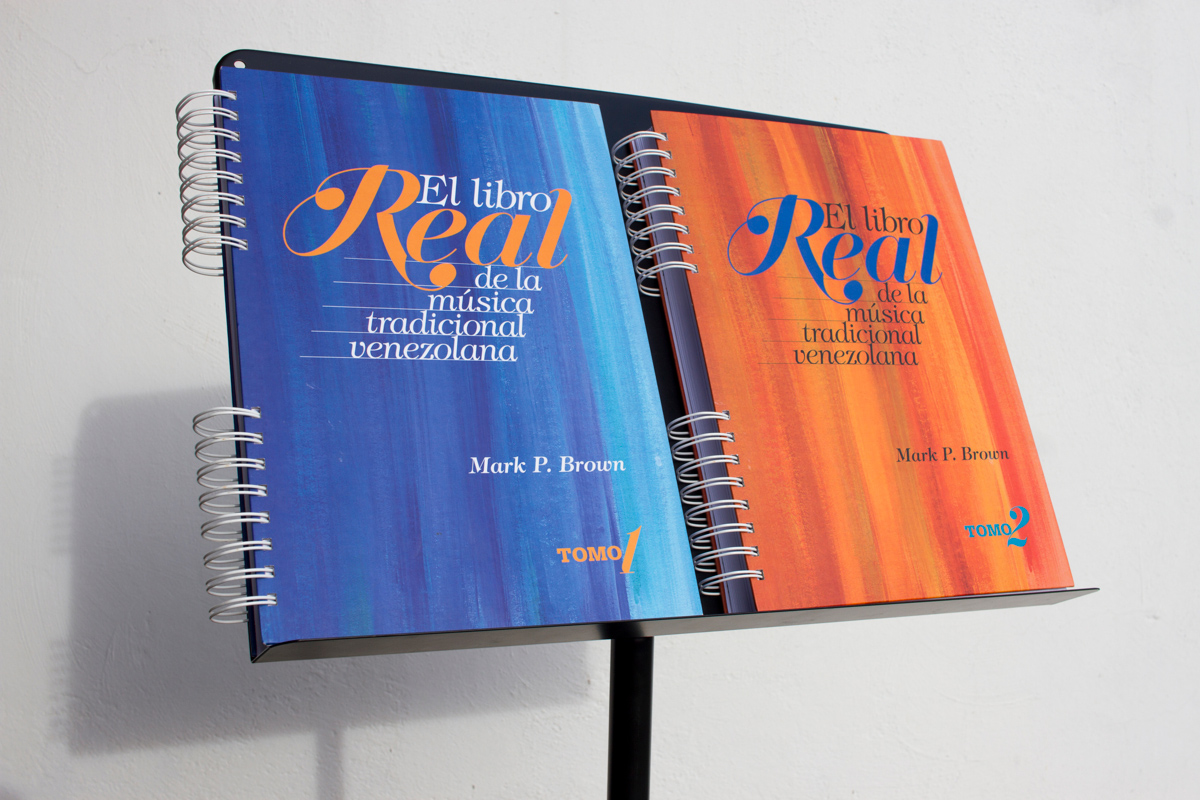 El libro
Real
de la
música
tradicional
venezolana
Mark P. Brown
TOMO 1
El libro
Real
de la
música
tradicional
venezolana
Mark P. Brown
TOMO 2